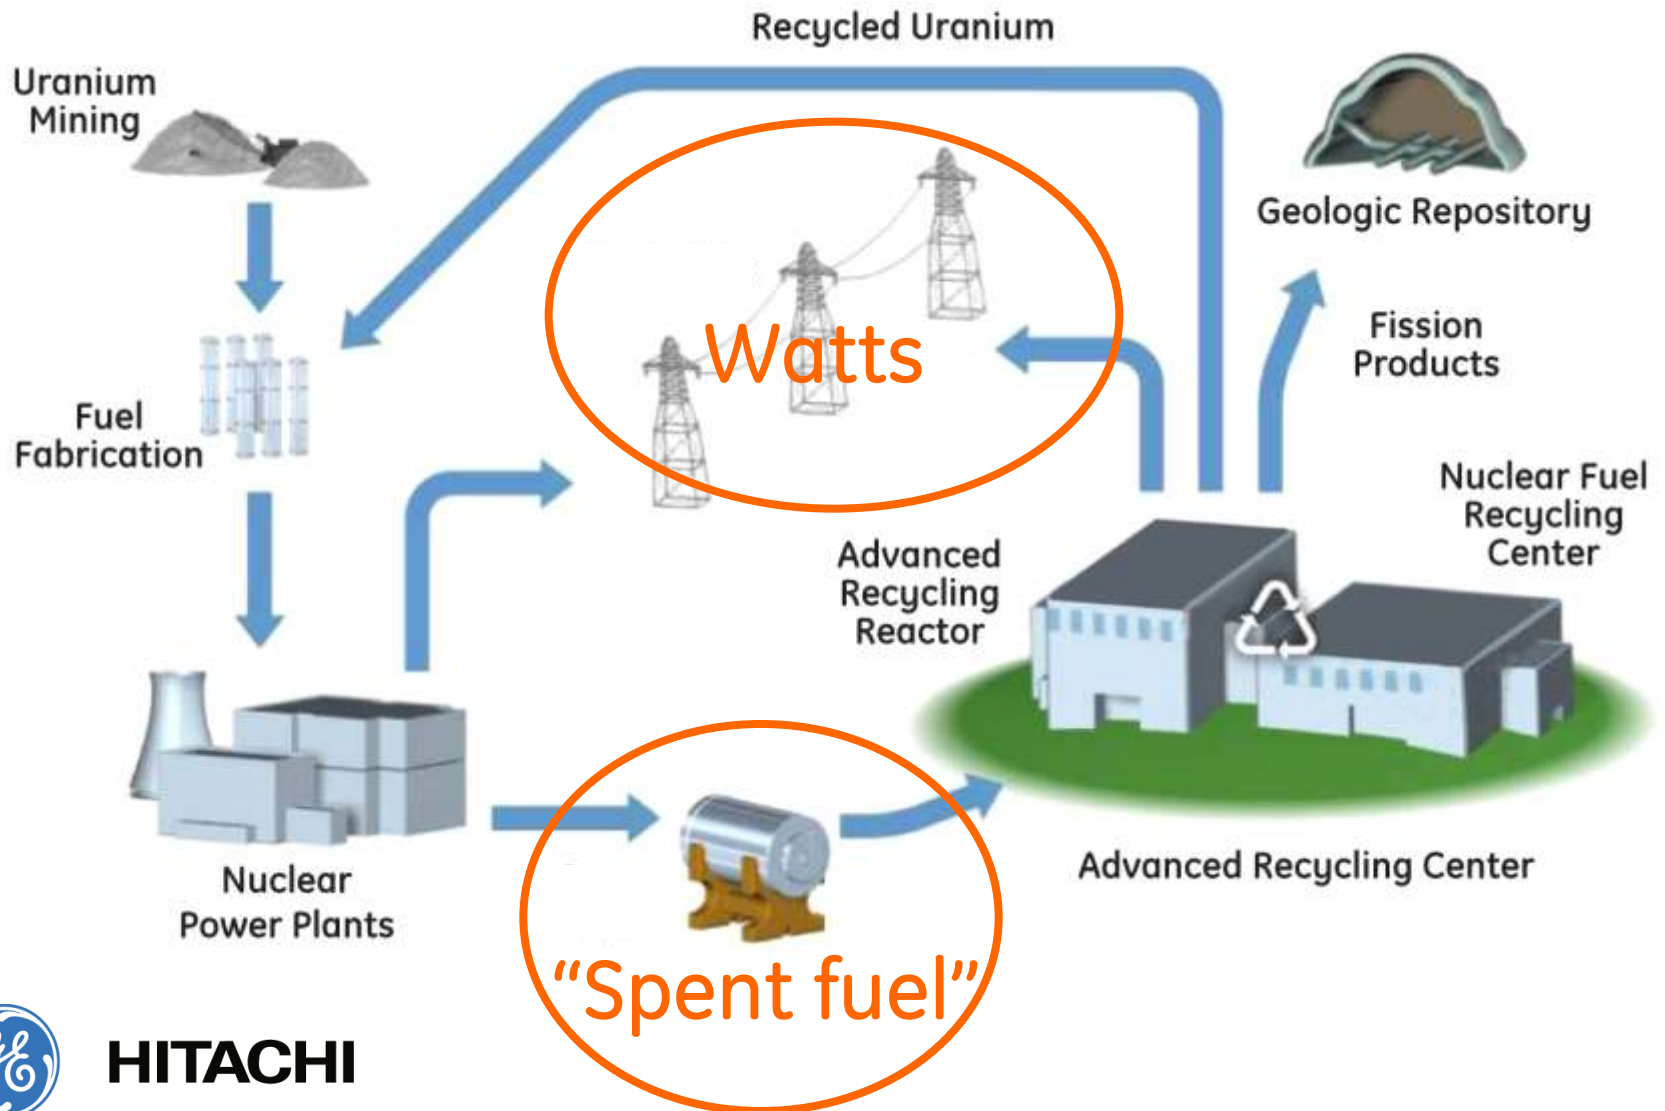 Recycled Uranium
Uranium
Mining
Geologic Repository
Fission
Products
Watts
Fuel
Fabrication
Nuclear Fuel
Recycling
Center
Advanced
Recycling
Reactor
Advanced Recycling Center
Nuclear
Power Plants
“Spent fuel”
GE
HITACHI